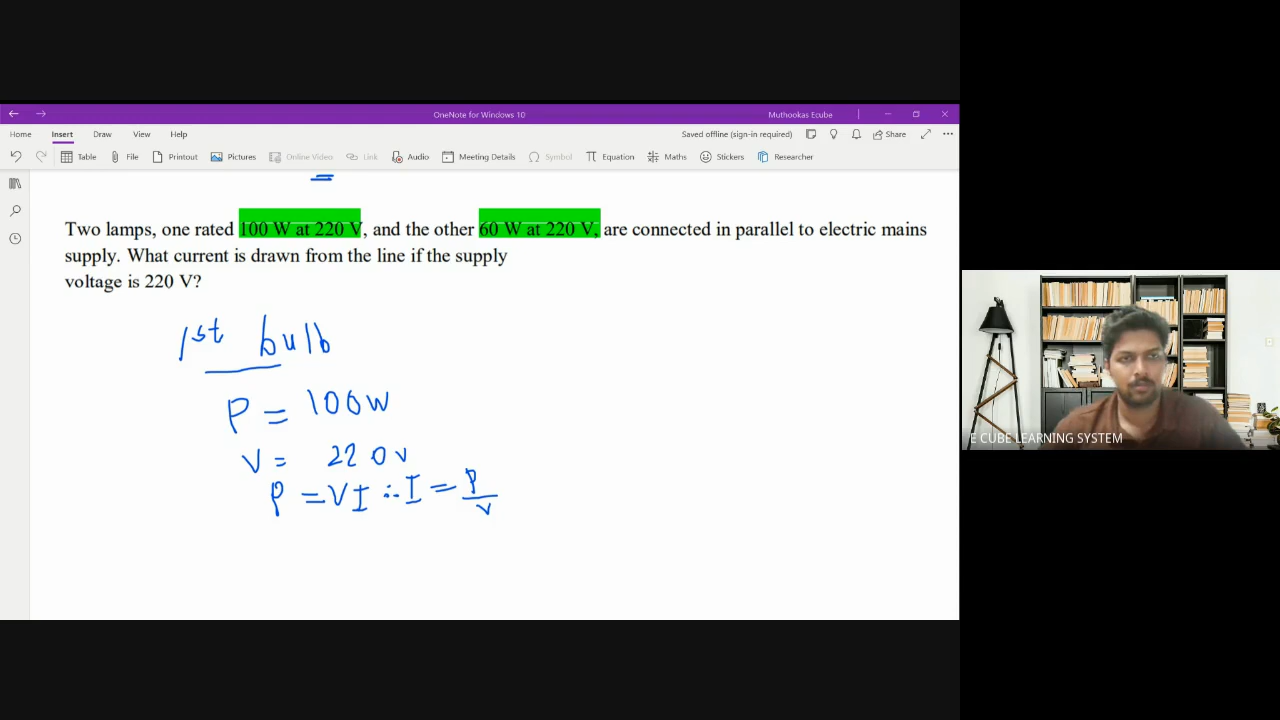 OneNote for Windows 10
Muthookas Ecube
Home Insert Draw View Help
Saved offline (sign-in required) Share
Table File Printout Pictures Online Video Link Audio Meeting Details Symbol Equation Maths Stickers Researcher
Two lamps, one rated 100 W at 220 V, and the other 60 W at 220 V, are connected in parallel to electric mains
supply. What current is drawn from the line if the supply
voltage is 220 V?
1st bulb
P = 100W
V = 220V
P = VI ∴ I = P/V
E CUBE LEARNING SYSTEM